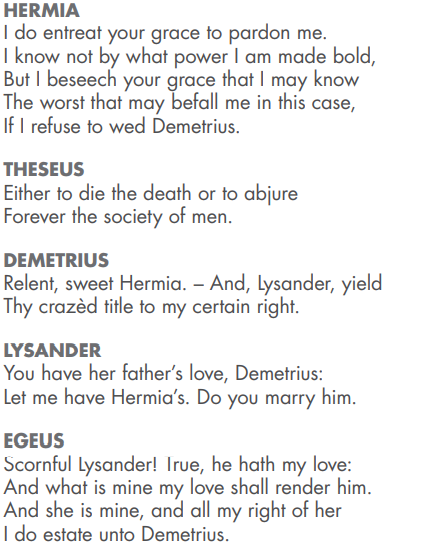 HERMIA
I do entreat your grace to pardon me.
I know not by what power I am made bold,
But I beseech your grace that I may know
The worst that may befall me in this case,
If I refuse to wed Demetrius.
THESEUS
Either to die the death or to abjure
Forever the society of men.
DEMETRIUS
Relent, sweet Hermia. – And, Lysander, yield
Thy crazèd title to my certain right.
LYSANDER
You have her father’s love, Demetrius:
Let me have Hermia’s. Do you marry him.
EGEUS
Scornful Lysander! True, he hath my love:
And what is mine my love shall render him.
And she is mine, and all my right of her
I do estate unto Demetrius.